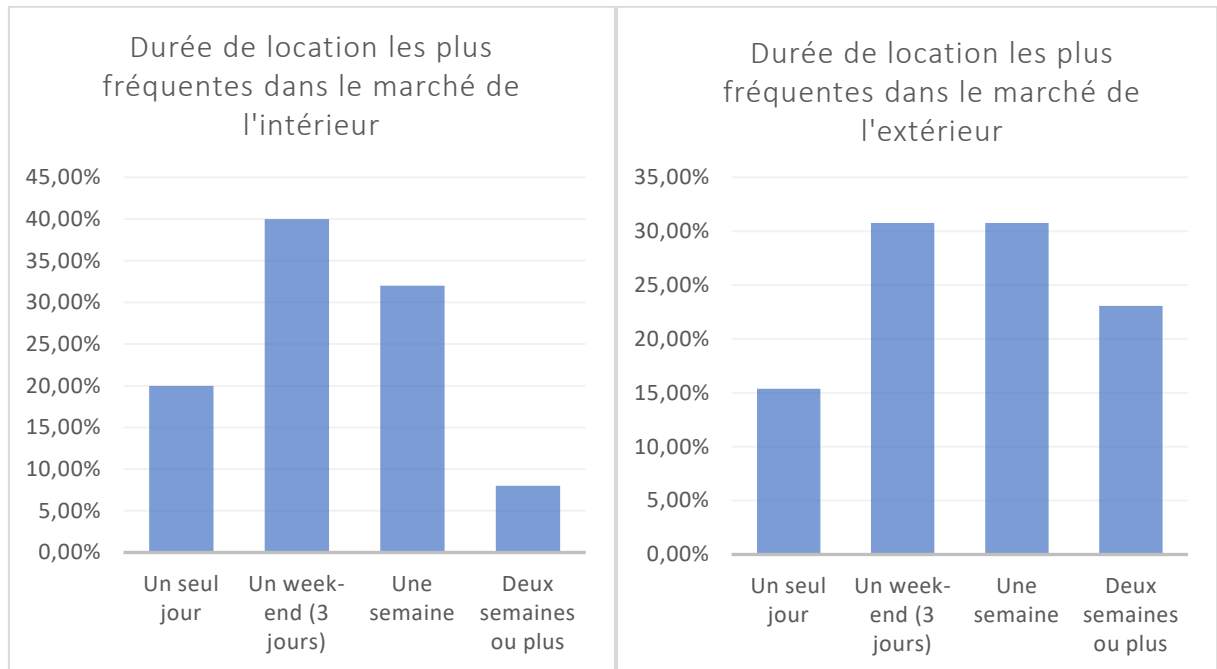 Durée de location les plus
fréquentes dans le marché de
l'intérieur
45,00%
40,00%
35,00%
30,00%
25,00%
20,00%
15,00%
10,00%
5,00%
0,00%
Un seul
jour
Un week-
end (3
jours)
Une
semaine
Deux
semaines
ou plus
Durée de location les plus
fréquentes dans le marché de
l'extérieur
35,00%
30,00%
25,00%
20,00%
15,00%
10,00%
5,00%
0,00%
Un seul
jour
Un week-
end (3
jours)
Une
semaine
Deux
semaines
ou plus